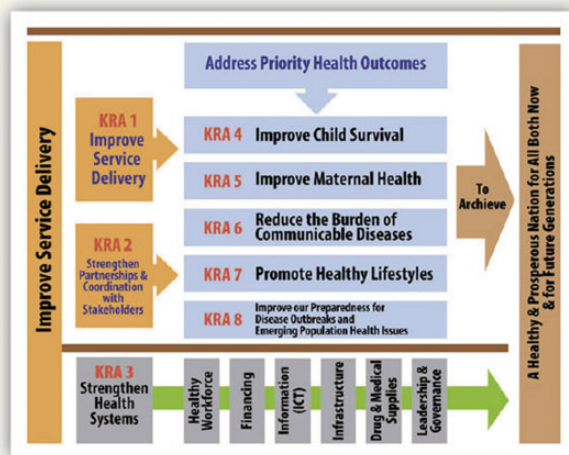 Improve Service Delivery
Address Priority Health Outcomes
KRA 1
Improve
Service
Delivery
KRA 2
Strengthen
Partnerships &
Coordination
with
Stakeholders
KRA 4 Improve Child Survival
KRA 5 Improve Maternal Health
KRA 6 Reduce the Burden of
Communicable Diseases
KRA 7 Promote Healthy Lifestyles
KRA 8 Improve our Preparedness for
Disease Outbreaks and
Emerging Population Health Issues
To
Archieve
A Healthy & Prosperous Nation for All Both Now
& for Future Generations
KRA 3
Strengthen
Health
Systems
Healthy
Workforce
Financing
Information
(ICT)
Infrastructure
Drug & Medical
Supplies
Leadership &
Governance